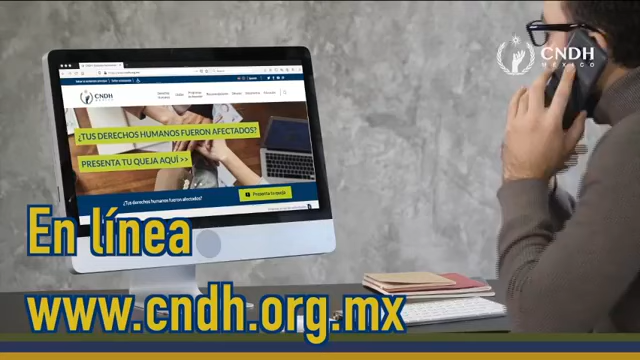 CNDH
MÉXICO
CNDH
¿TUS DERECHOS HUMANOS FUERON AFECTADOS?
PRESENTA TU QUEJA AQUÍ >>
¿Tus derechos humanos fueron afectados?
Presenta tu queja
En línea
www.cndh.org.mx